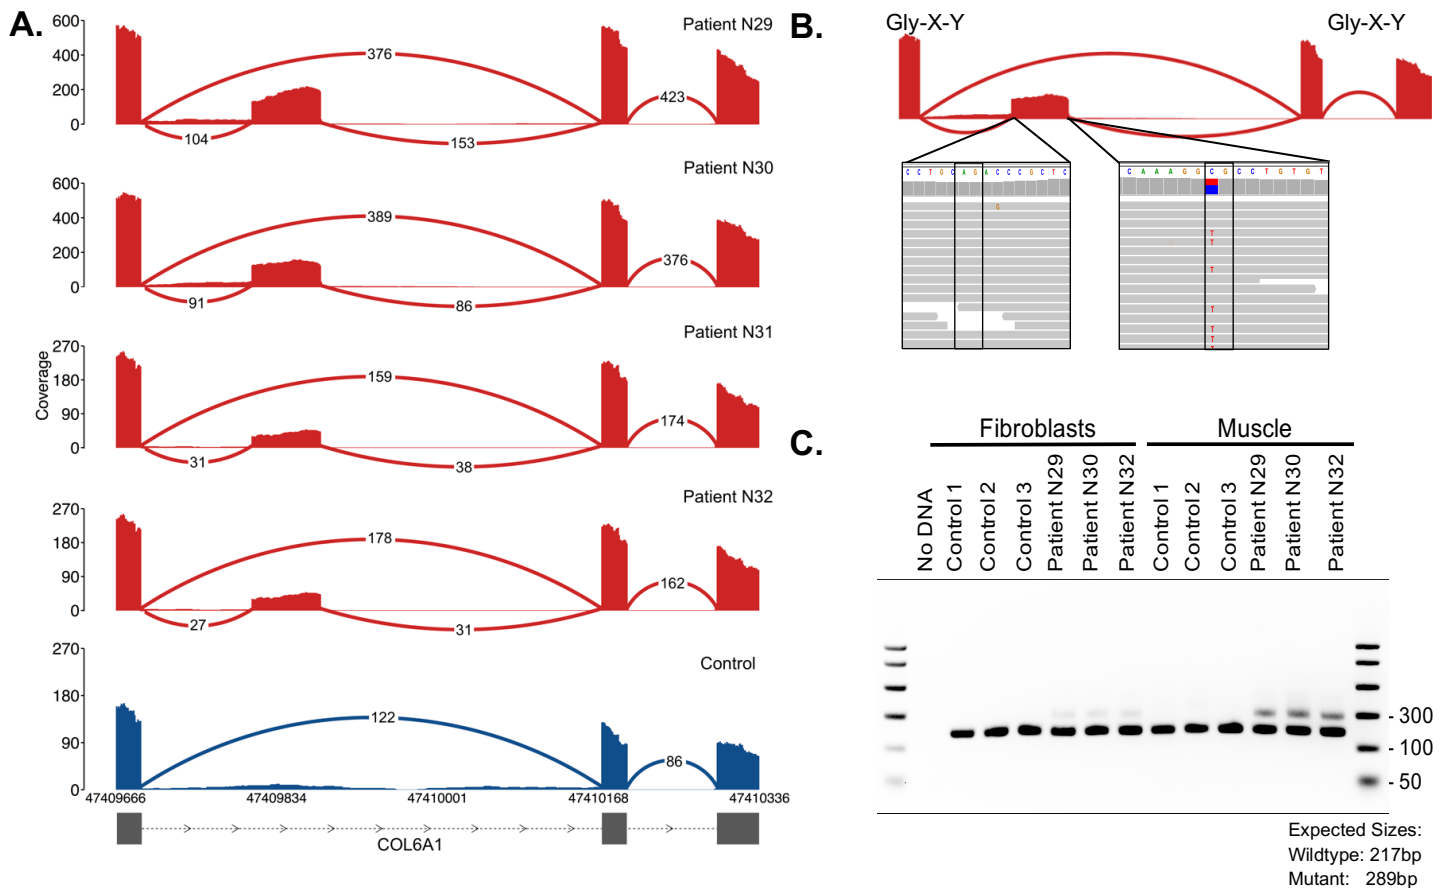 A.
Patient N29
600
400
200
0
376
423
104
153
Patient N30
600
400
200
0
389
376
91
86
Patient N31
Coverage
270
180
90
0
159
174
31
38
Patient N32
270
180
90
0
178
162
27
31
Control
270
180
90
0
122
86
47409666 47409834 47410001 47410168 47410336
COL6A1
B.
Gly-X-Y Gly-X-Y
C C T G C A G A C C C G C T C
G
C A A A G G C G C C T G T G T
T
T
T
T
T
T
T
C.
Fibroblasts Muscle
No DNA
Control 1
Control 2
Control 3
Patient N29
Patient N30
Patient N32
Control 1
Control 2
Control 3
Patient N29
Patient N30
Patient N32
- 300
- 100
- 50
Expected Sizes:
Wildtype: 217bp
Mutant: 289bp